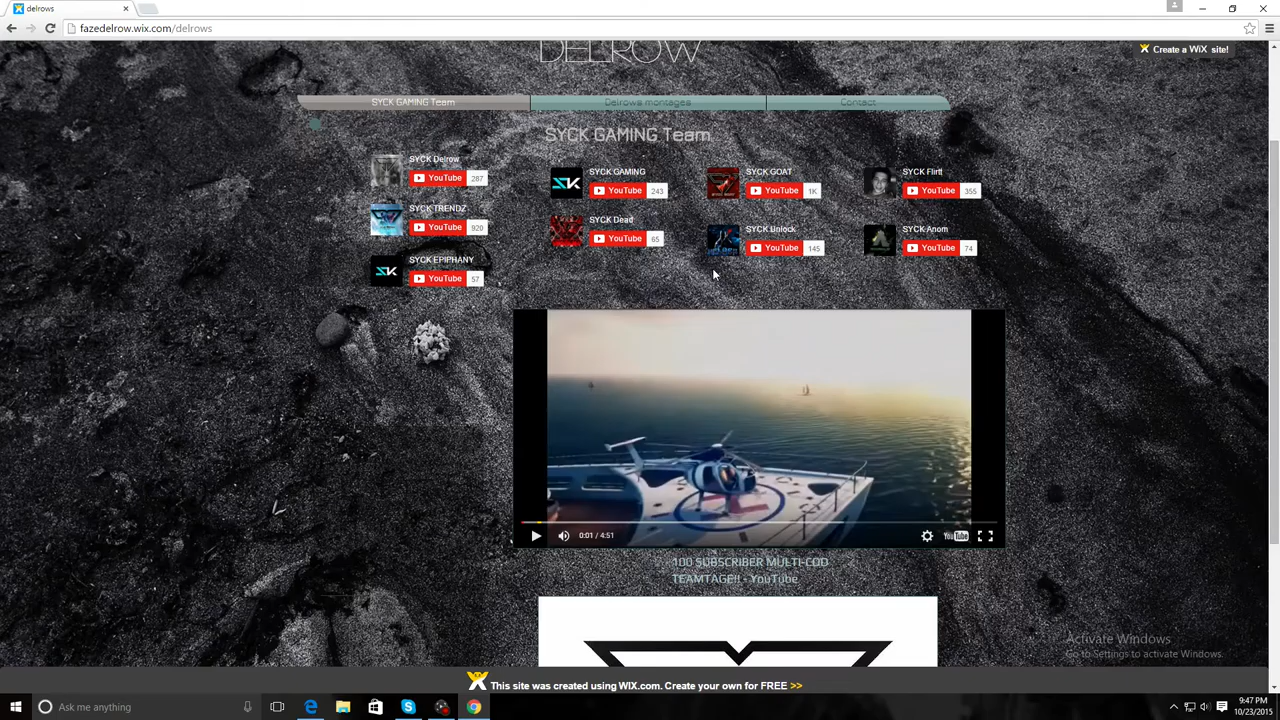 delrows
fazedelrow.wix.com/delrows
DELROW
Create a WiX site!
SYCK GAMING Team
Delrows montages
Contact
SYCK GAMING Team
SYCK Delrow
YouTube 287
SYCK TRENDZ
YouTube 920
SYCK EPIPHANY
SK
YouTube 57
SYCK GAMING
SK
YouTube 243
SYCK Dead
YouTube 65
SYCK GOAT
YouTube 1K
SYCK Unlock
YouTube 145
SYCK Flirtt
YouTube 355
SYCK Anom
YouTube 74
0:01 / 4:51
YouTube
100 SUBSCRIBER MULTI-COD
TEAMTAGE!! - YouTube
Activate Windows
Go to Settings to activate Windows.
This site was created using WIX.com. Create your own for FREE >>
Ask me anything
9:47 PM
10/23/2015